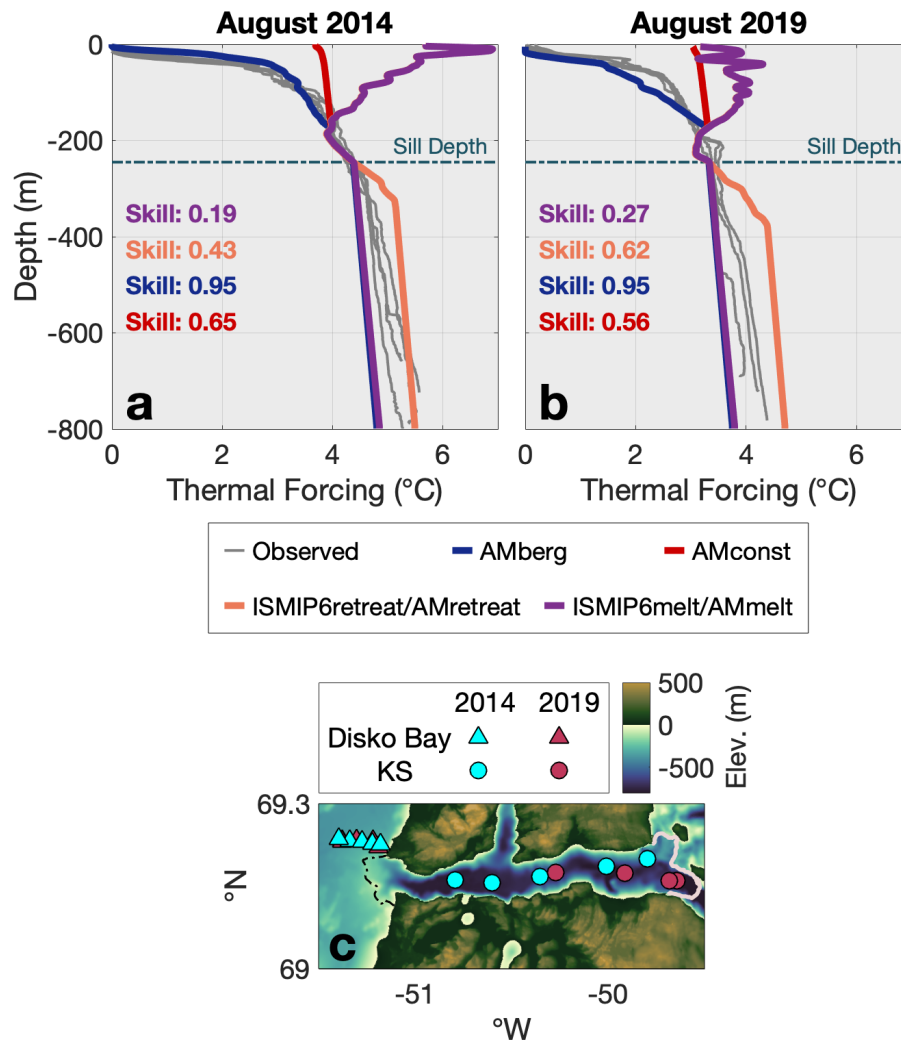 August 2014
August 2019
0
-200
-400
-600
-800
Depth (m)
Sill Depth
Skill: 0.19
Skill: 0.43
Skill: 0.95
Skill: 0.65
a
0
2
4
6
Thermal Forcing (°C)
0
Sill Depth
Skill: 0.27
Skill: 0.62
Skill: 0.95
Skill: 0.56
b
0
2
4
6
Thermal Forcing (°C)
Observed
AMberg
AMconst
ISMIP6retreat/AMretreat
ISMIP6melt/AMmelt
2014 2019
Disko Bay
KS
500
0
-500
Elev. (m)
69.3
69
°N
c
-51
-50
°W